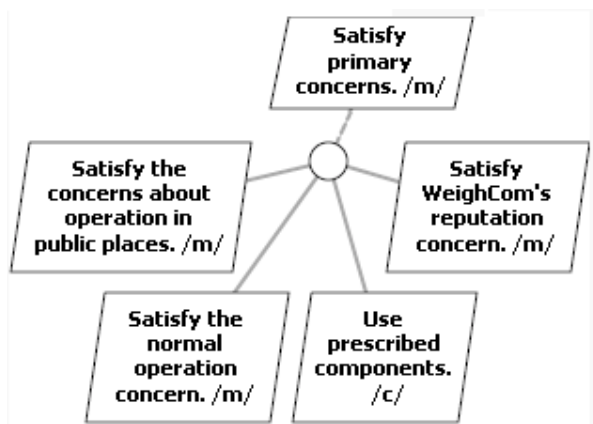 Satisfy
primary
concerns. /m/
Satisfy the
concerns about
operation in
public places. /m/
Satisfy
WeighCom's
reputation
concern. /m/
Satisfy the
normal
operation
concern. /m/
Use
prescribed
components.
/c/